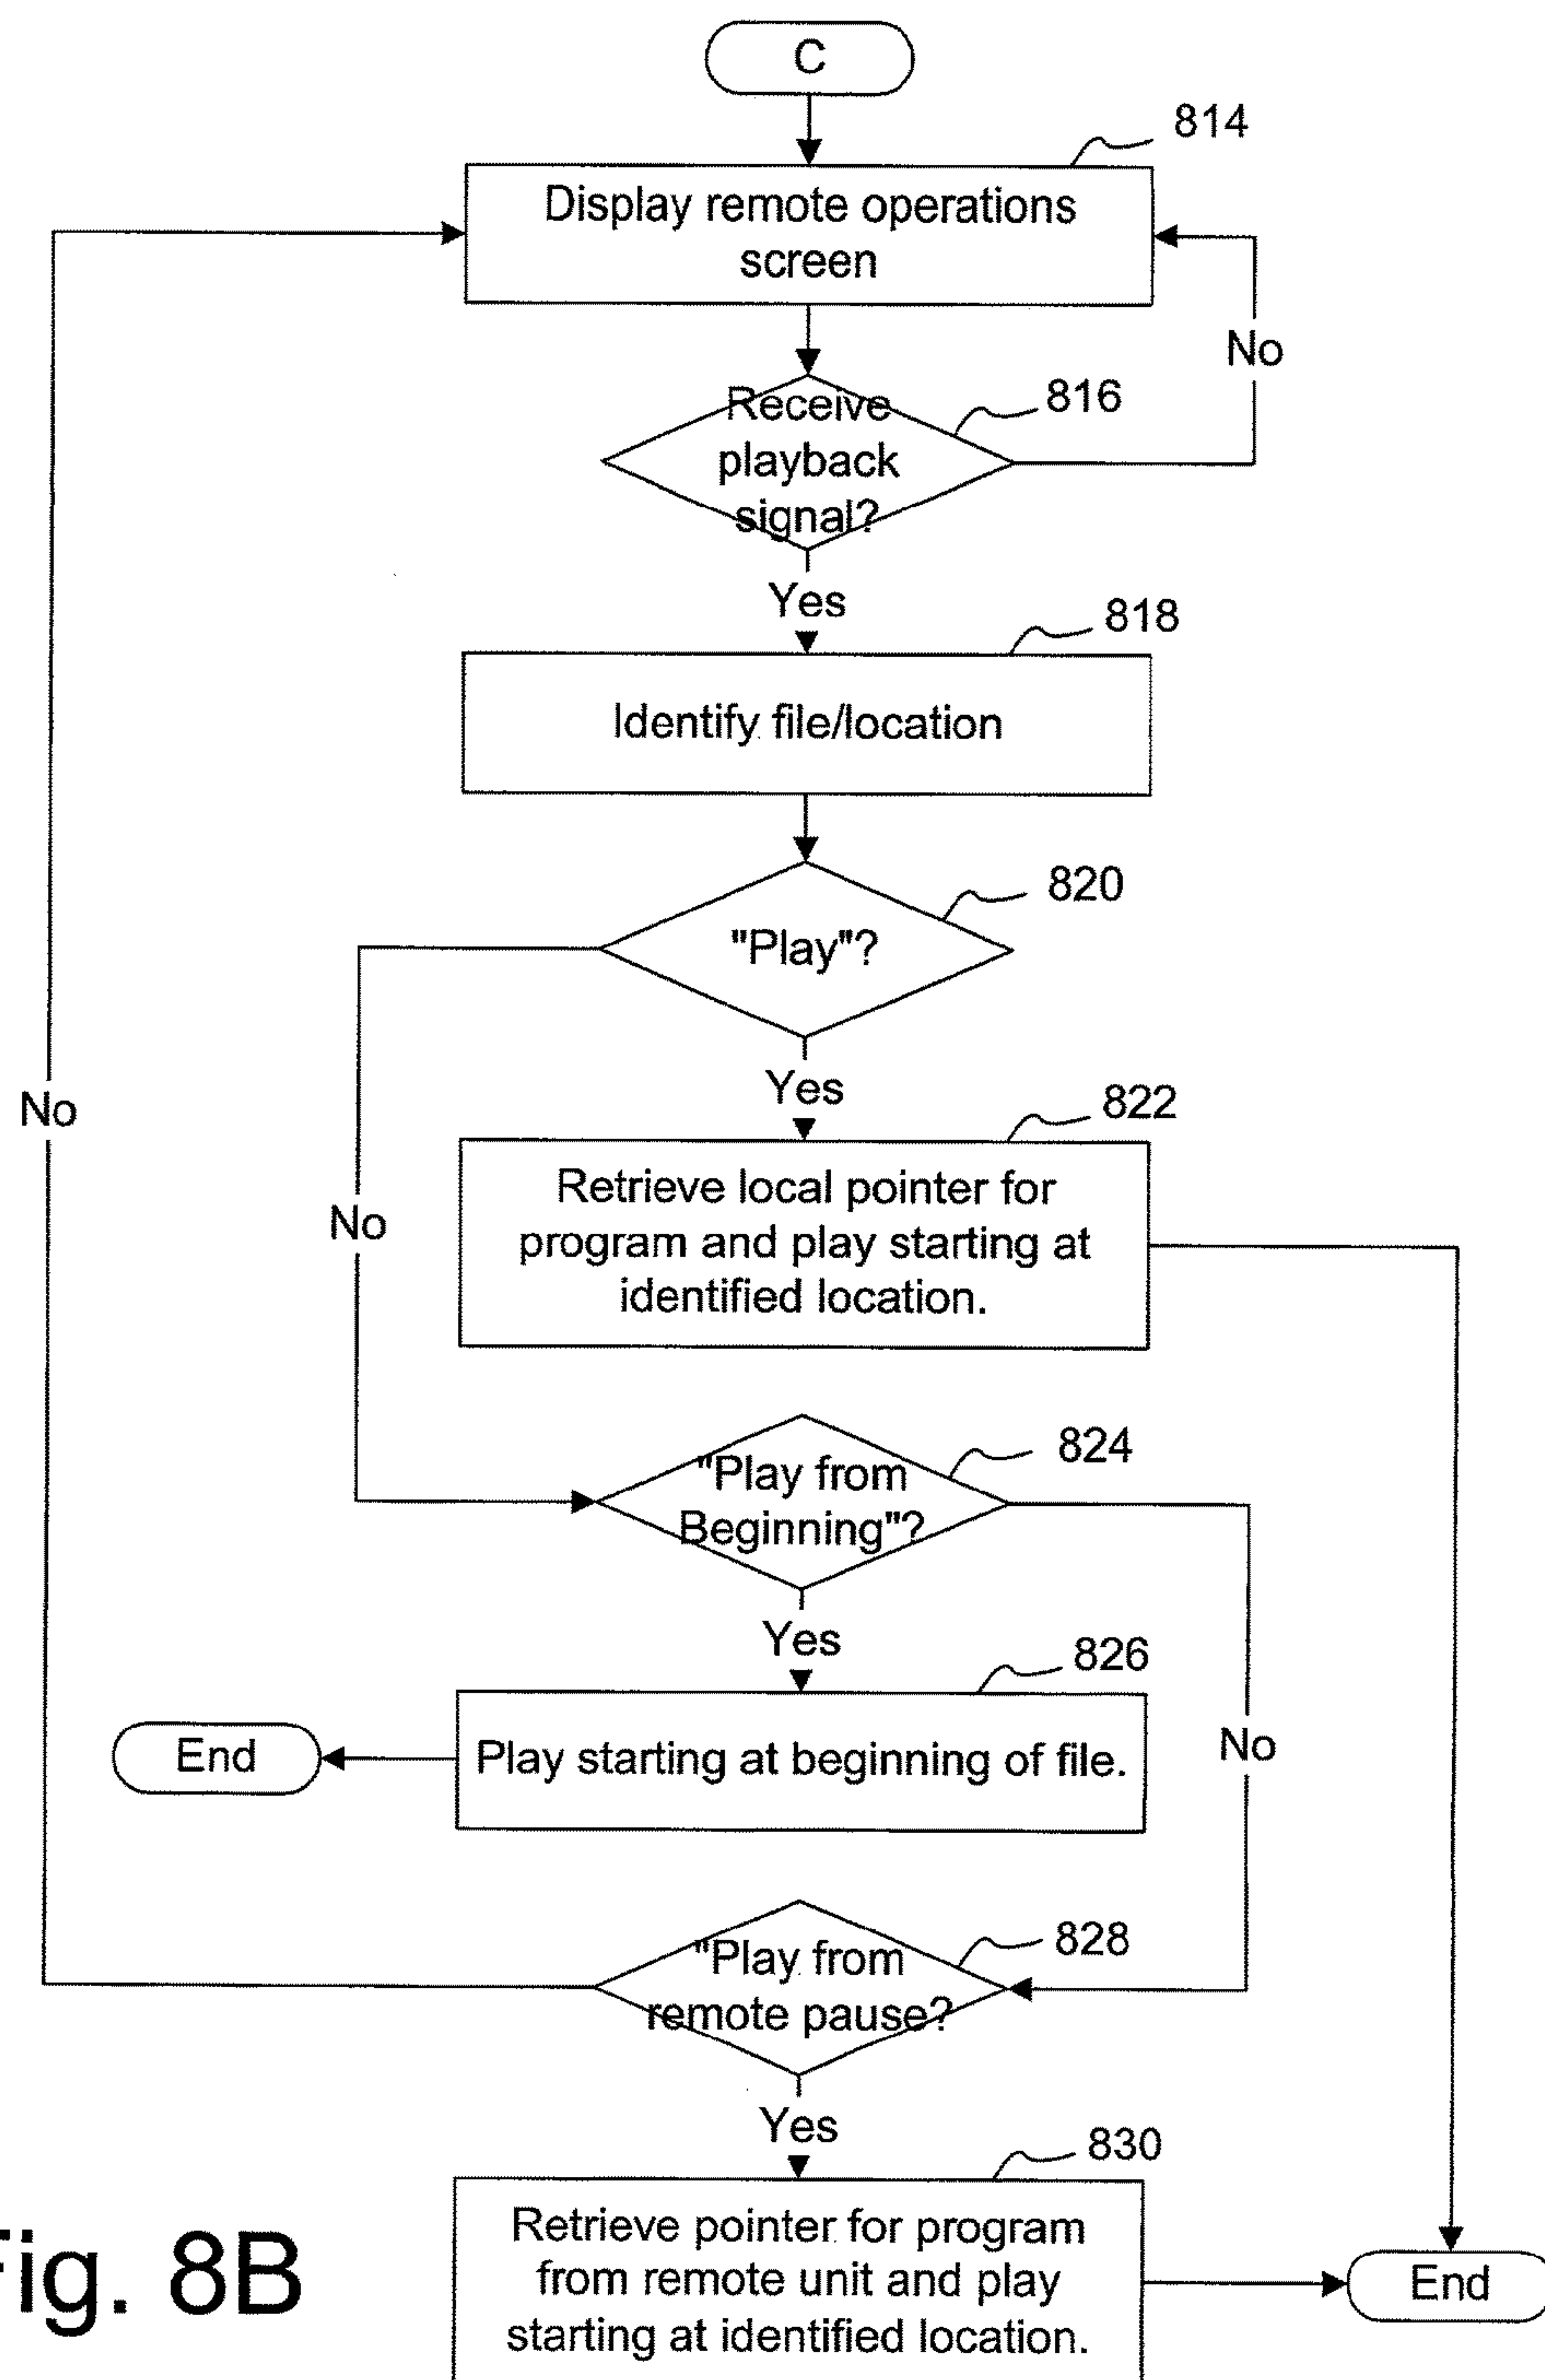 C
814
Display remote operations
screen
No
816
Receive
playback
signal?
Yes
818
Identify file/location
820
"Play"?
Yes
No
822
Retrieve local pointer for
program and play starting at
identified location.
No
824
"Play from
Beginning"?
Yes
826
End
Play starting at beginning of file.
No
828
"Play from
remote pause?
Yes
830
Retrieve pointer for program
from remote unit and play
starting at identified location.
End
Fig. 8B